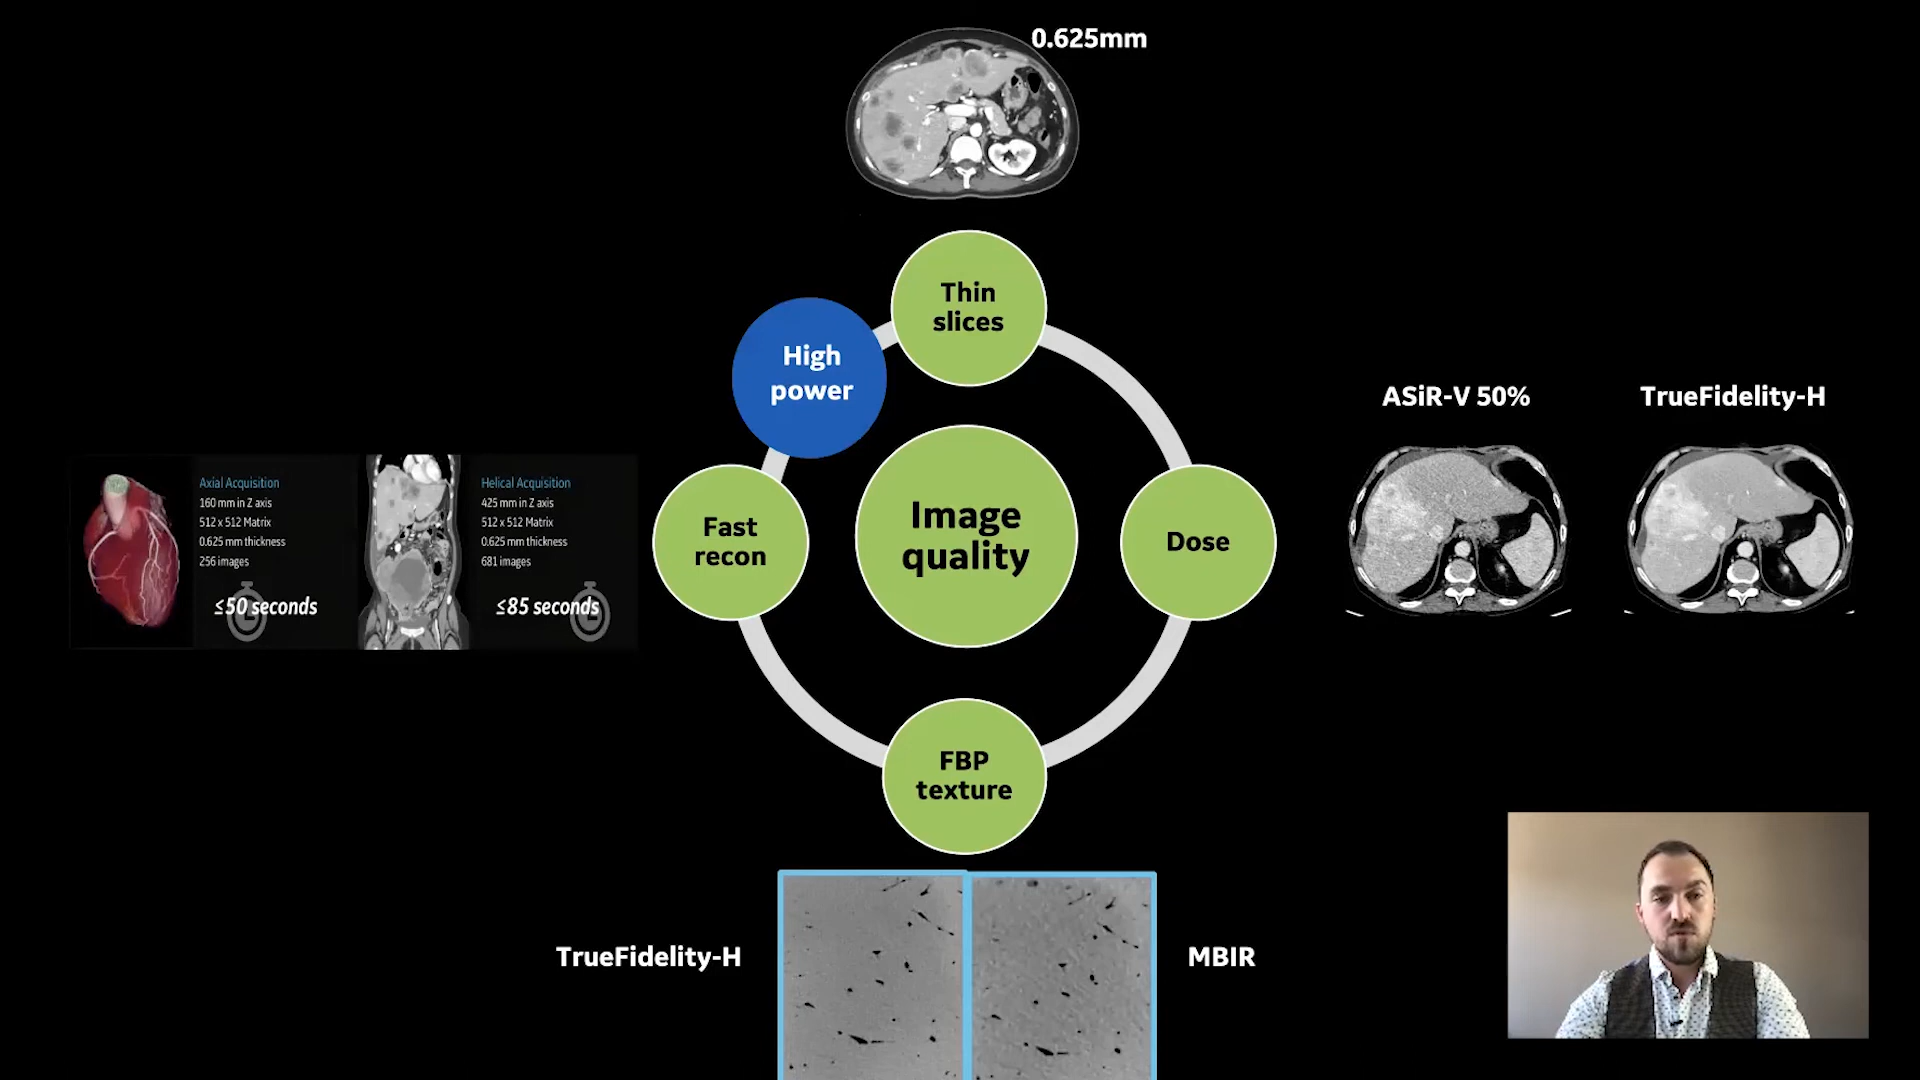 0.625mm
Thin
slices
High
power
ASiR-V 50%
TrueFidelity-H
Axial Acquisition
160 mm in Z axis
512 x 512 Matrix
0.625 mm thickness
256 images
≤50 seconds
Helical Acquisition
425 mm in Z axis
512 x 512 Matrix
0.625 mm thickness
681 images
≤85 seconds
Fast
recon
Image
quality
Dose
FBP
texture
TrueFidelity-H
MBIR